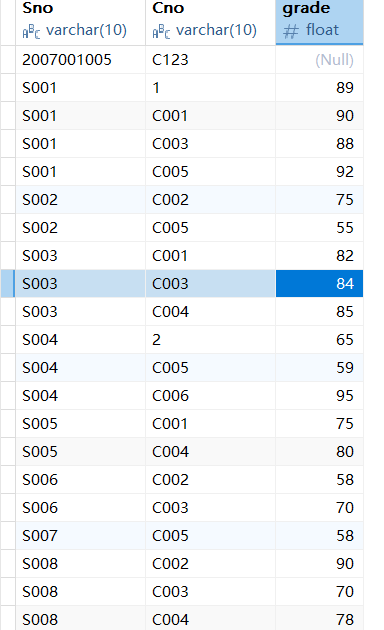 Sno Cno grade
ABC varchar(10) ABC varchar(10) # float
2007001005 C123 (Null)
S001 1 89
S001 C001 90
S001 C003 88
S001 C005 92
S002 C002 75
S002 C005 55
S003 C001 82
S003 C003 84
S003 C004 85
S004 2 65
S004 C005 59
S004 C006 95
S005 C001 75
S005 C004 80
S006 C002 58
S006 C003 70
S007 C005 58
S008 C002 90
S008 C003 70
S008 C004 78